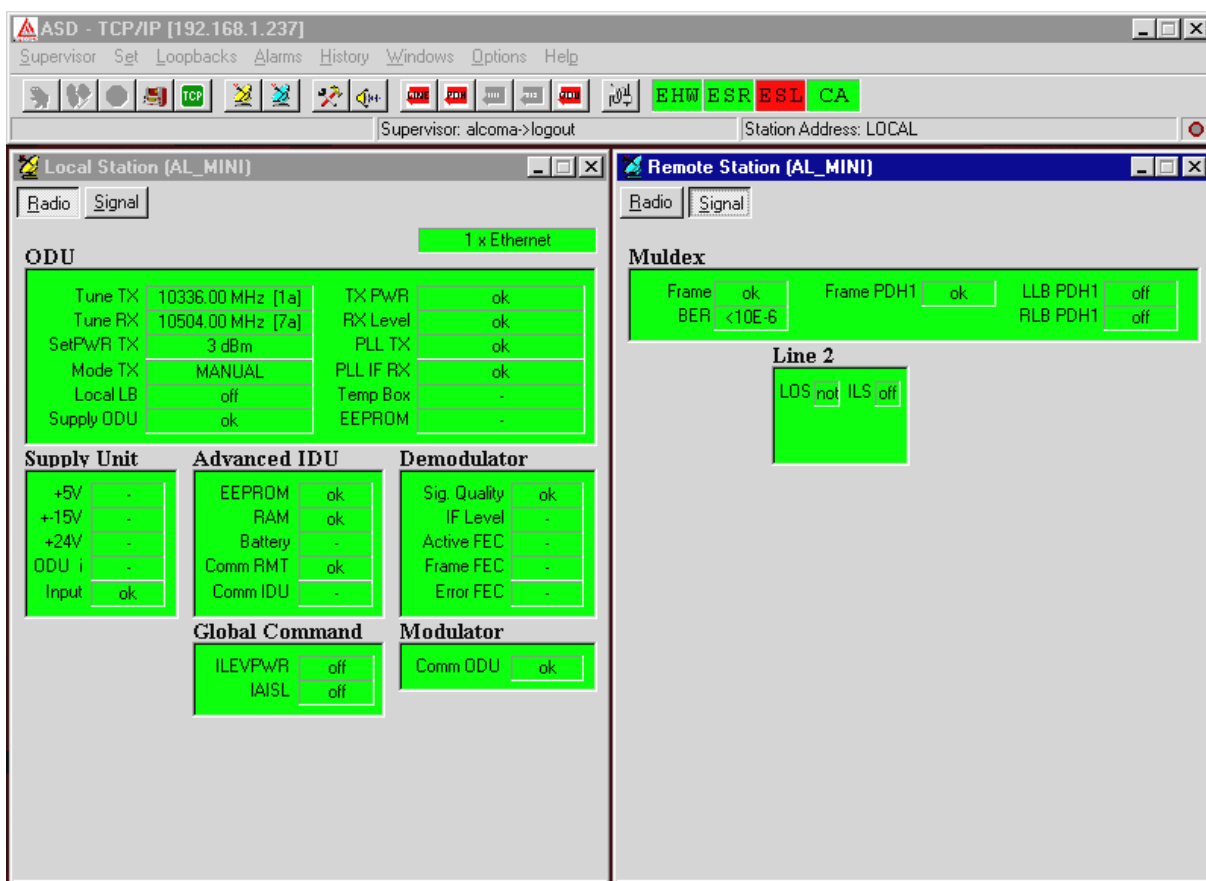 ASD - TCP/IP [192.168.1.237]
Supervisor Set Loopbacks Alarms History Windows Options Help
TCP LINE PDH ODU EHW ESR ESL CA
Supervisor: alcoma->logout Station Address: LOCAL
Local Station (AL_MINI)
Radio Signal
1 x Ethernet
ODU
Tune TX 10336.00 MHz [1a] TX PWR ok
Tune RX 10504.00 MHz [7a] RX Level ok
SetPWR TX 3 dBm PLL TX ok
Mode TX MANUAL PLL IF RX ok
Local LB off Temp Box -
Supply ODU ok EEPROM -
Supply Unit Advanced IDU Demodulator
+5V - EEPROM ok Sig. Quality ok
+-15V - RAM ok IF Level -
+24V - Battery - Active FEC -
ODU i - Comm RMT ok Frame FEC -
Input ok Comm IDU - Error FEC -
Global Command Modulator
ILEVPWR off Comm ODU ok
IAISL off
Remote Station (AL_MINI)
Radio Signal
Muldex
Frame ok Frame PDH1 ok LLB PDH1 off
BER <10E-6 RLB PDH1 off
Line 2
LOS not ILS off